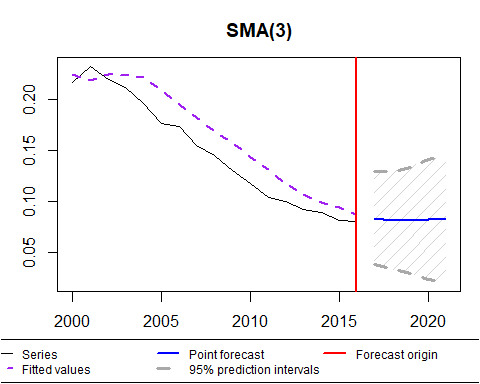 SMA(3)
0.20
0.15
0.10
0.05
2000 2005 2010 2015 2020
Series Point forecast Forecast origin
Fitted values 95% prediction intervals